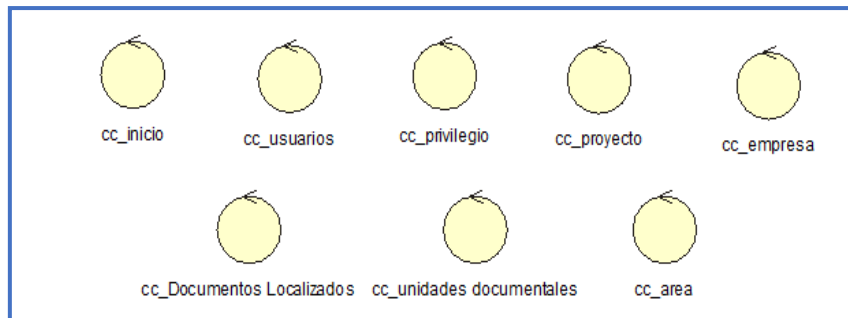 cc_inicio
cc_usuarios
cc_privilegio
cc_proyecto
cc_empresa
cc_Documentos Localizados
cc_unidades documentales
cc_area